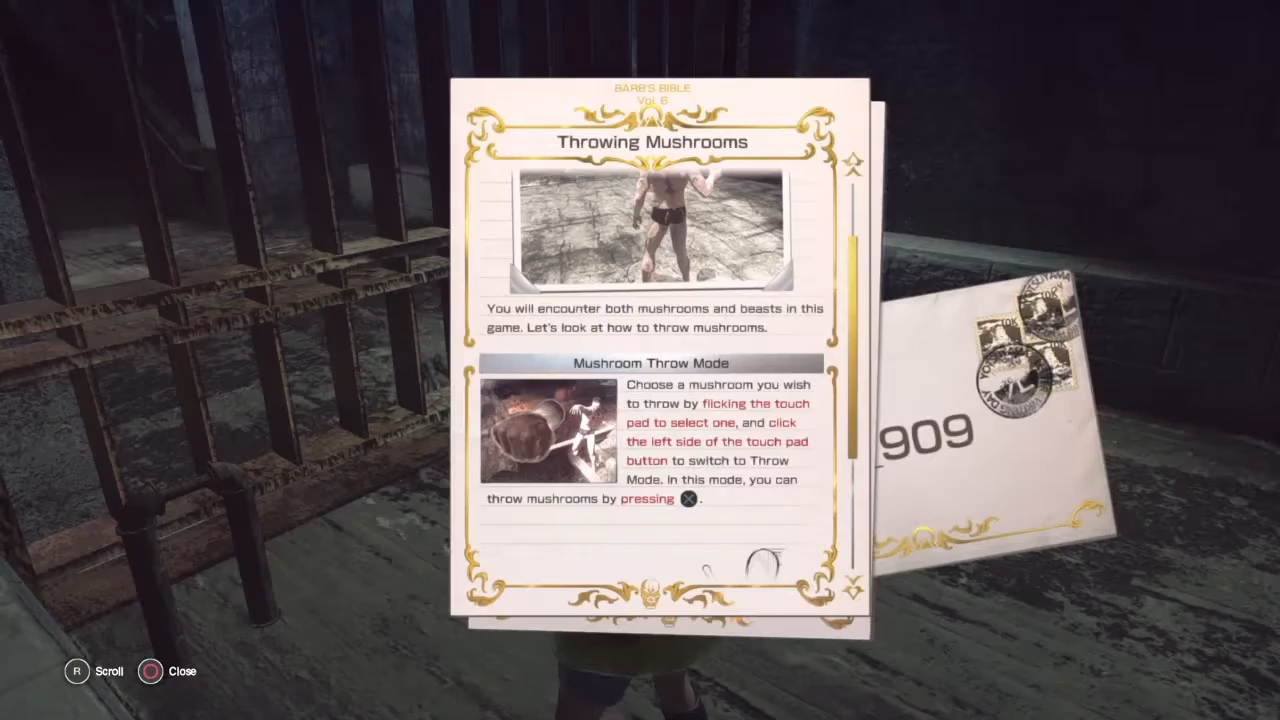 BARB'S BIBLE
Vol. 6
Throwing Mushrooms
You will encounter both mushrooms and beasts in this
game. Let's look at how to throw mushrooms.
Mushroom Throw Mode
Choose a mushroom you wish
to throw by flicking the touch
pad to select one, and click
the left side of the touch pad
button to switch to Throw
Mode. In this mode, you can
throw mushrooms by pressing Ⓧ.
909
R Scroll Close